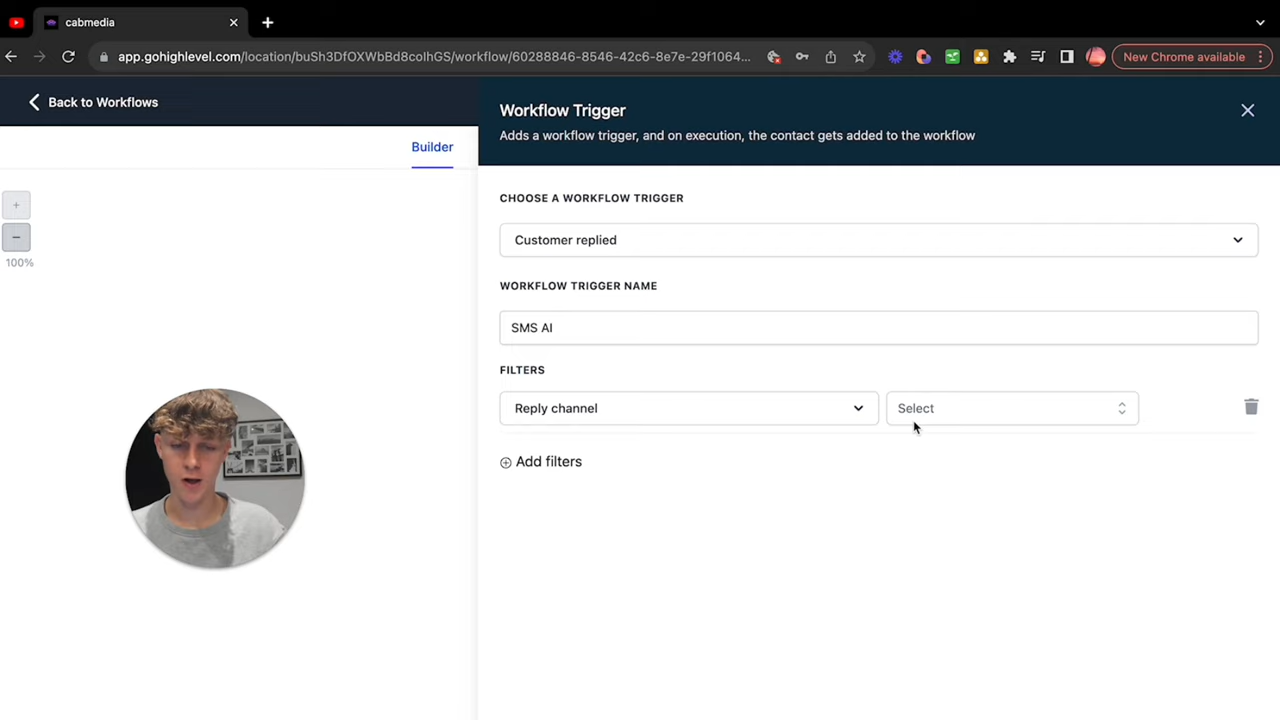 cabmedia
app.gohighlevel.com/location/buSh3DfOXWbBd8colhGS/workflow/60288846-8546-42c6-8e7e-29f1064...
New Chrome available
Back to Workflows
Builder
+
−
100%
Workflow Trigger
Adds a workflow trigger, and on execution, the contact gets added to the workflow
CHOOSE A WORKFLOW TRIGGER
Customer replied
WORKFLOW TRIGGER NAME
SMS AI
FILTERS
Reply channel
Select
Add filters